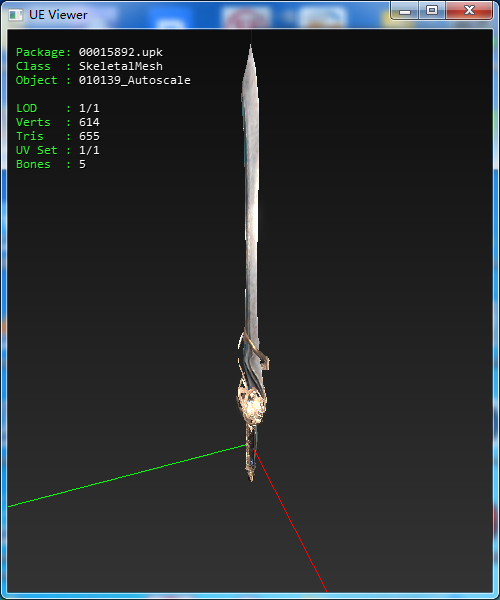 UE Viewer
Package: 00015892.upk
Class : SkeletalMesh
Object : 010139_Autoscale
LOD : 1/1
Verts : 614
Tris : 655
UV Set : 1/1
Bones : 5